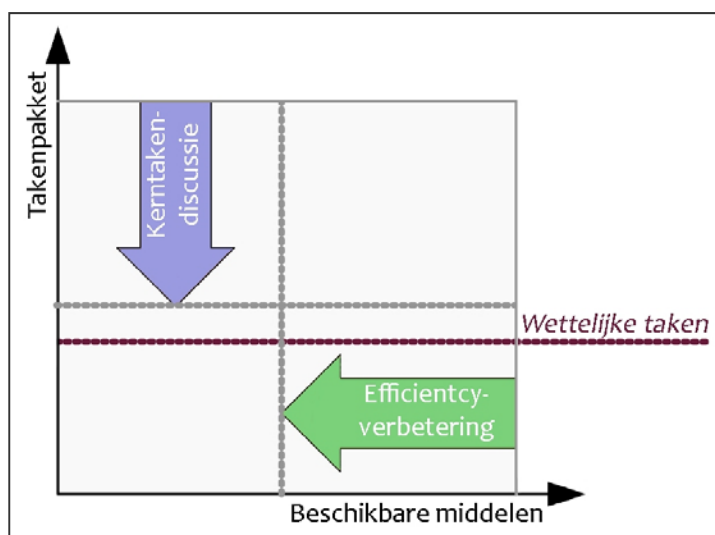 Takenpakket
Kerntaken-
discussie
Wettelijke taken
Efficientcy-
verbetering
Beschikbare middelen